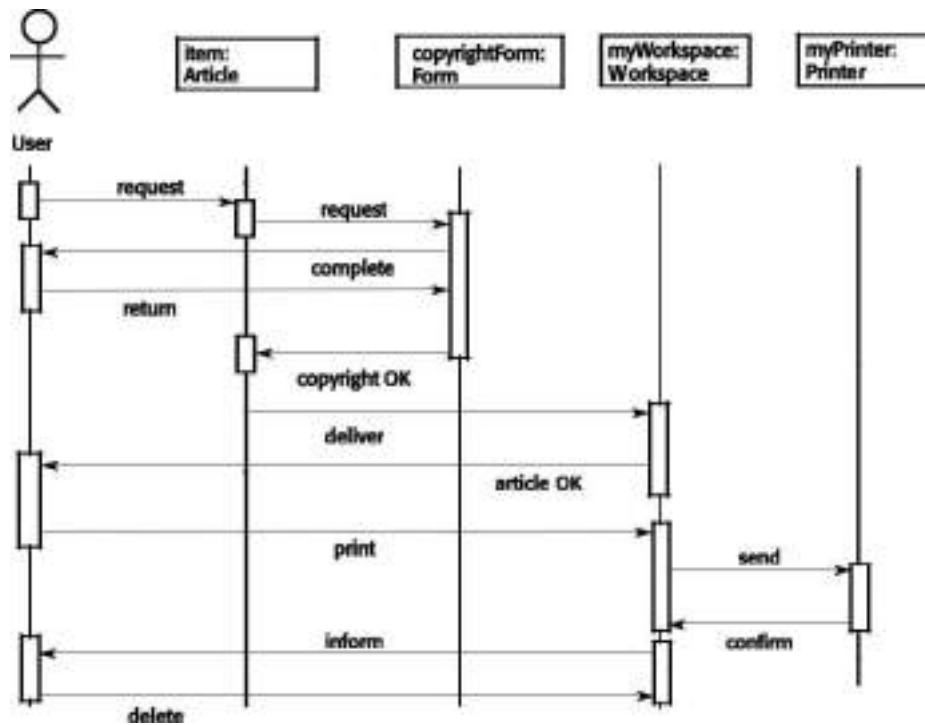 item:
Article
copyrightForm:
Form
myWorkspace:
Workspace
myPrinter:
Printer
User
request
request
complete
return
copyright OK
deliver
article OK
print
send
confirm
inform
delete